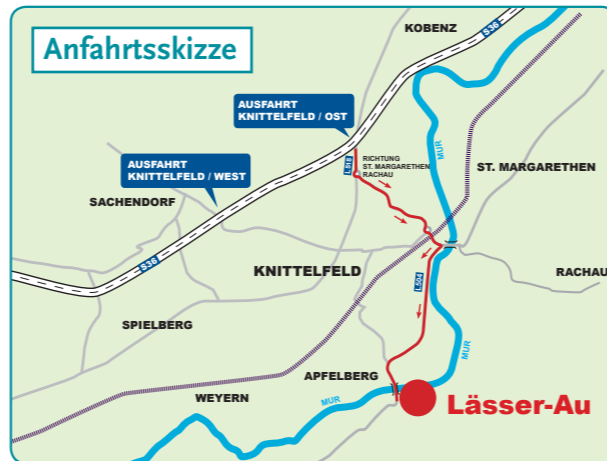 Anfahrtsskizze
KOBENZ
S36
AUSFAHRT
KNITTELFELD / OST
AUSFAHRT
KNITTELFELD / WEST
L518
RICHTUNG
ST. MARGARETHEN
RACHAU
MUR
ST. MARGARETHEN
SACHENDORF
S36
KNITTELFELD
RACHAU
L504
SPIELBERG
MUR
APFELBERG
WEYERN
MUR
Lässer-Au